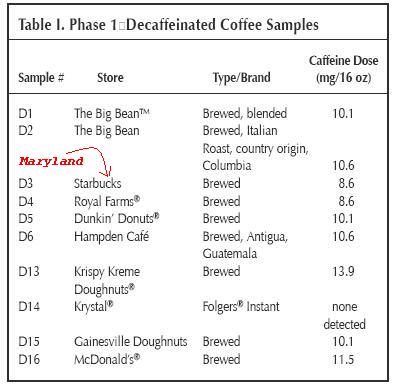 Table I. Phase 1□Decaffeinated Coffee Samples
Caffeine Dose
Sample # Store Type/Brand (mg/16 oz)
D1 The Big Bean™ Brewed, blended 10.1
D2 The Big Bean Brewed, Italian
Roast, country origin,
Maryland Columbia 10.6
D3 Starbucks Brewed 8.6
D4 Royal Farms® Brewed 8.6
D5 Dunkin' Donuts® Brewed 10.1
D6 Hampden Café Brewed, Antigua, 10.6
Guatemala
D13 Krispy Kreme Brewed 13.9
Doughnuts®
D14 Krystal® Folgers® Instant none
detected
D15 Gainesville Doughnuts Brewed 10.1
D16 McDonald's® Brewed 11.5